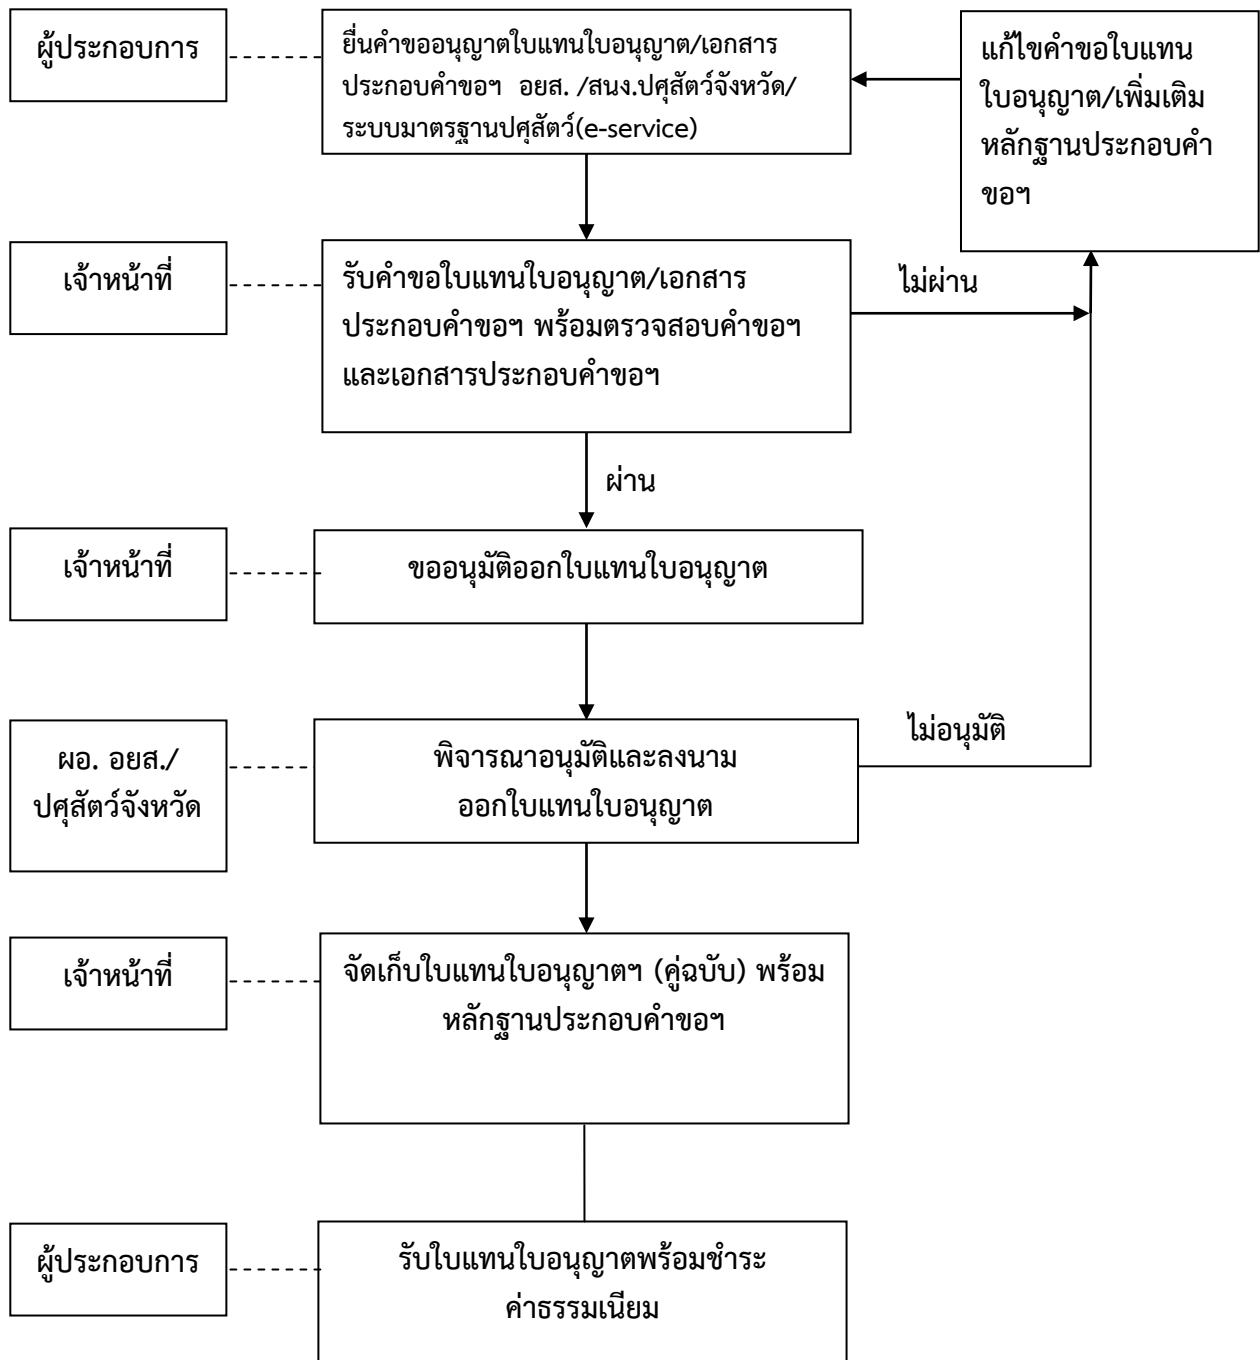 ผู้ประกอบการ
ยื่นคำขออนุญาตใบแทนใบอนุญาต/เอกสาร
ประกอบคำขอฯ อยส. /สนง.ปศุสัตว์จังหวัด/
ระบบมาตรฐานปศุสัตว์(e-service)
แก้ไขคำขอใบแทน
ใบอนุญาต/เพิ่มเติม
หลักฐานประกอบคำ
ขอฯ
เจ้าหน้าที่
รับคำขอใบแทนใบอนุญาต/เอกสาร
ประกอบคำขอฯ พร้อมตรวจสอบคำขอฯ
และเอกสารประกอบคำขอฯ
ไม่ผ่าน
ผ่าน
เจ้าหน้าที่
ขออนุมัติออกใบแทนใบอนุญาต
ผอ. อยส./
ปศุสัตว์จังหวัด
พิจารณาอนุมัติและลงนาม
ออกใบแทนใบอนุญาต
ไม่อนุมัติ
เจ้าหน้าที่
จัดเก็บใบแทนใบอนุญาตฯ (คู่ฉบับ) พร้อม
หลักฐานประกอบคำขอฯ
ผู้ประกอบการ
รับใบแทนใบอนุญาตพร้อมชำระ
ค่าธรรมเนียม